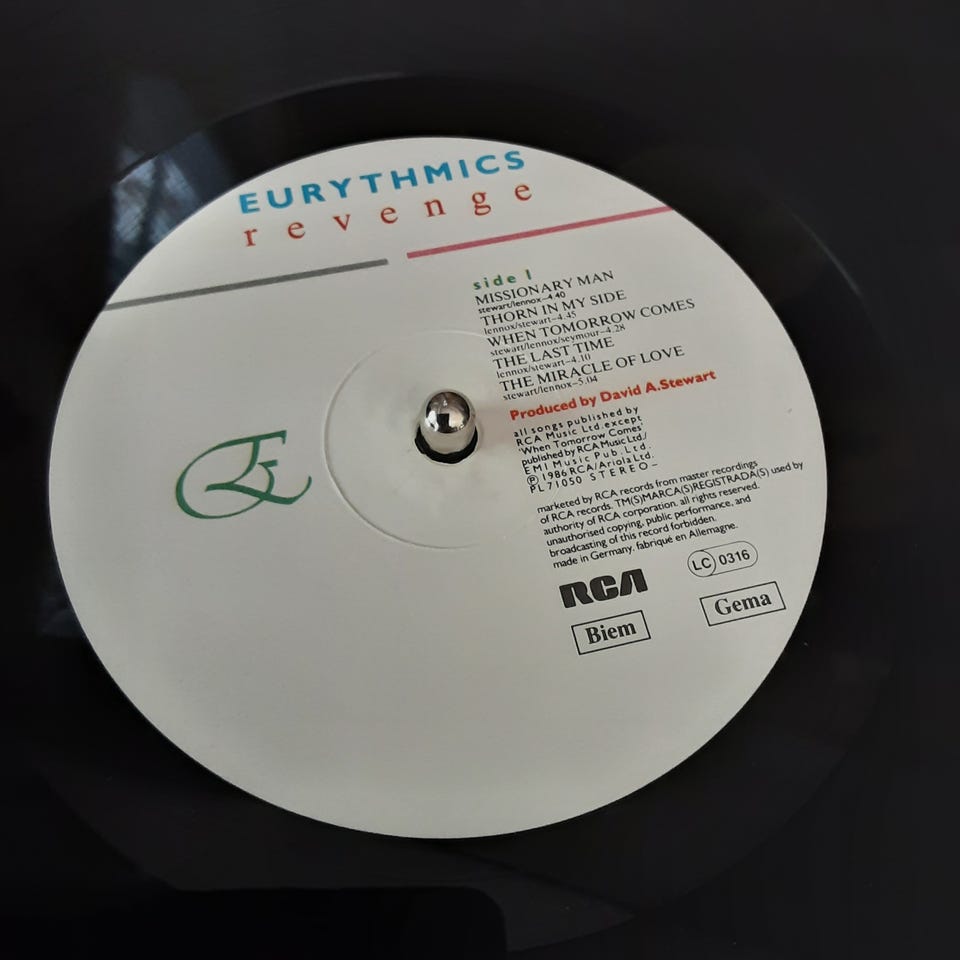 EURYTHMICS
revenge
side 1
MISSIONARY MAN
stewart/lennox–4.40
THORN IN MY SIDE
lennox/stewart–4.45
WHEN TOMORROW COMES
stewart/lennox/seymour–4.28
THE LAST TIME
lennox/stewart–4.10
THE MIRACLE OF LOVE
stewart/lennox–5.04
Produced by David A.Stewart
all songs published by
RCA Music Ltd. except
'When Tomorrow Comes'
published by RCA Music Ltd./
EMI Music Pub. Ltd.
℗ 1986 RCA/Ariola Ltd.
PL 71050 STEREO–
marketed by RCA records from master recordings
of RCA records. TM(S)MARCA(S)REGISTRADA(S) used by
authority of RCA corporation. all rights reserved.
unauthorised copying, public performance, and
broadcasting of this record forbidden.
made in Germany. fabriqué en Allemagne.
RCA
LC 0316
Biem
Gema